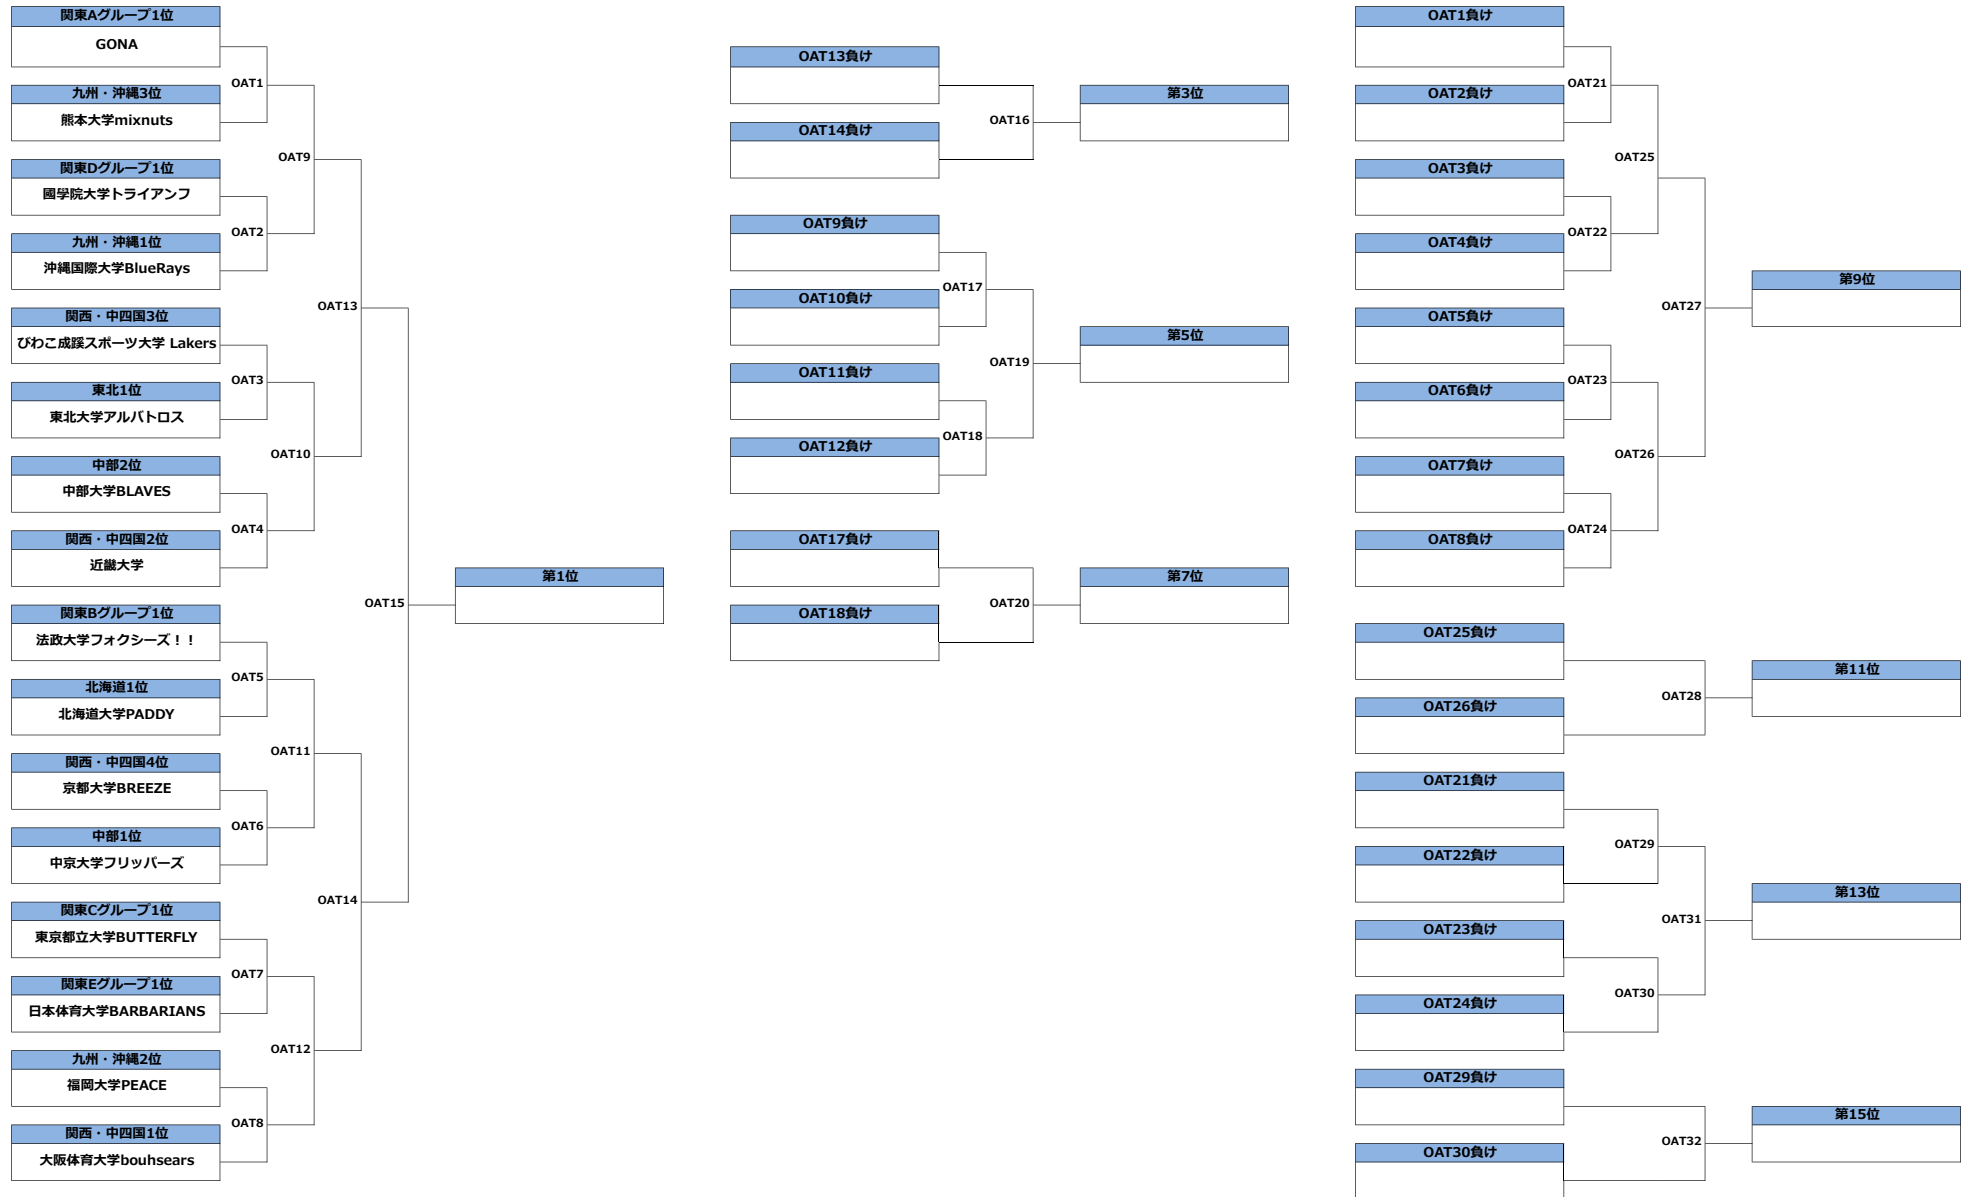 関東Aグループ1位
GONA
OAT1
九州・沖縄3位
熊本大学mixnuts
OAT9
関東Dグループ1位
國學院大学トライアンフ
OAT2
九州・沖縄1位
沖縄国際大学BlueRays
OAT13
関西・中四国3位
びわこ成蹊スポーツ大学 Lakers
OAT3
東北1位
東北大学アルバトロス
OAT10
中部2位
中部大学BLAVES
OAT4
関西・中四国2位
近畿大学
OAT15
第1位
関東Bグループ1位
法政大学フォクシーズ！！
OAT5
北海道1位
北海道大学PADDY
OAT11
関西・中四国4位
京都大学BREEZE
OAT6
中部1位
中京大学フリッパーズ
OAT14
関東Cグループ1位
東京都立大学BUTTERFLY
OAT7
関東Eグループ1位
日本体育大学BARBARIANS
OAT12
九州・沖縄2位
福岡大学PEACE
OAT8
関西・中四国1位
大阪体育大学bouhsears
OAT13負け
OAT16
第3位
OAT14負け
OAT9負け
OAT17
OAT10負け
OAT19
第5位
OAT11負け
OAT18
OAT12負け
OAT17負け
OAT20
第7位
OAT18負け
OAT1負け
OAT21
OAT2負け
OAT25
OAT3負け
OAT22
OAT4負け
OAT27
第9位
OAT5負け
OAT23
OAT6負け
OAT26
OAT7負け
OAT24
OAT8負け
OAT25負け
OAT28
第11位
OAT26負け
OAT21負け
OAT29
OAT22負け
OAT31
第13位
OAT23負け
OAT30
OAT24負け
OAT29負け
OAT32
第15位
OAT30負け